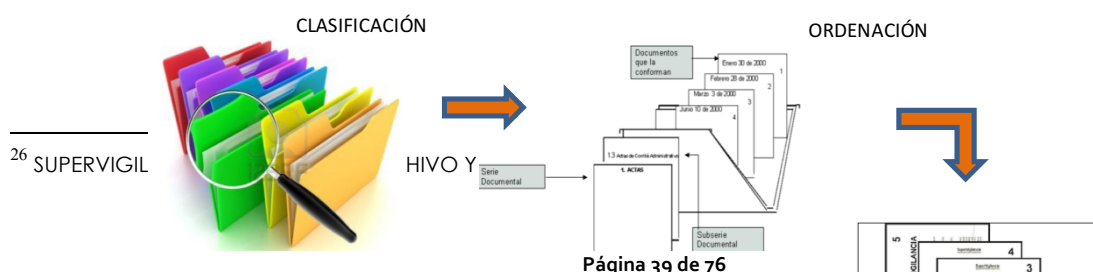 CLASIFICACIÓN
ORDENACIÓN
Documentos
que la
conforman
Enero 30 de 2000
1
Febrero 28 de 2000
2
Marzo 3 de 2000
3
Junio 10 de 2000
4
1.3 Actas de Comité Administrativo
1. ACTAS
Serie
Documental
Subserie
Documental
26 SUPERVIGIL
HIVO Y
5
4
3
Página 39 de 76